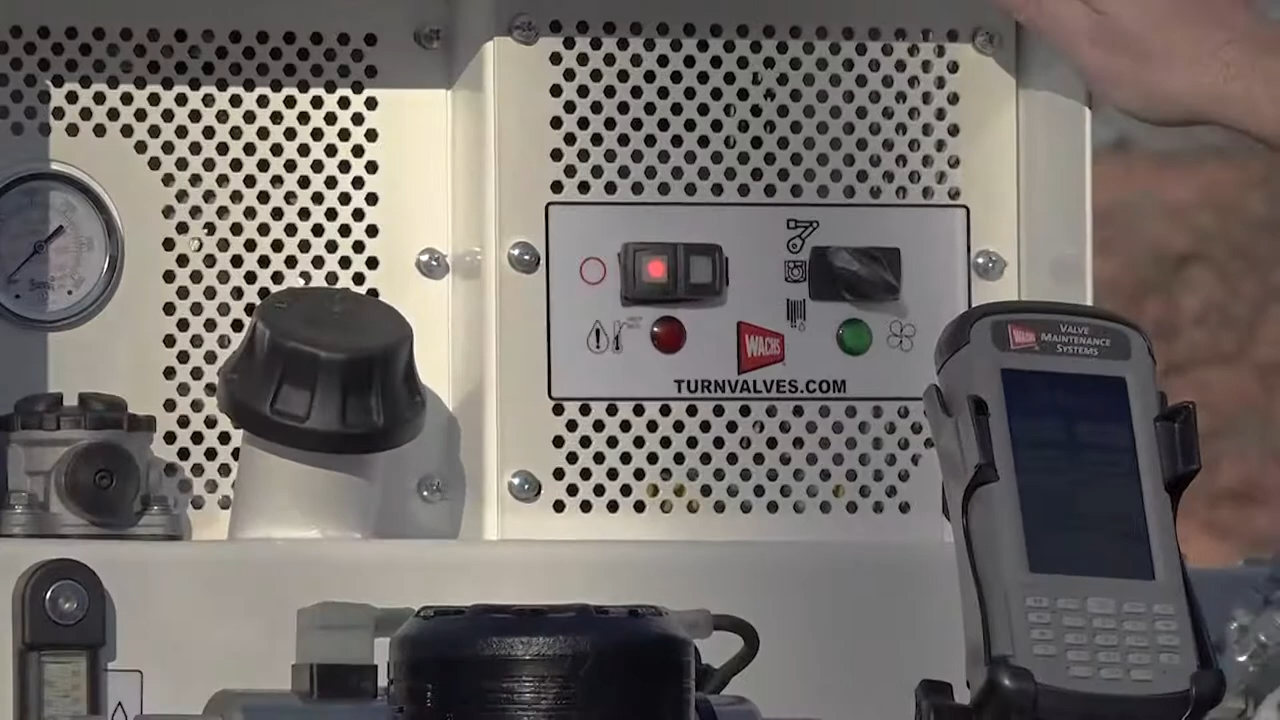 WACHS
TURNVALVES.COM
WACHS
VALVE
MAINTENANCE
SYSTEMS